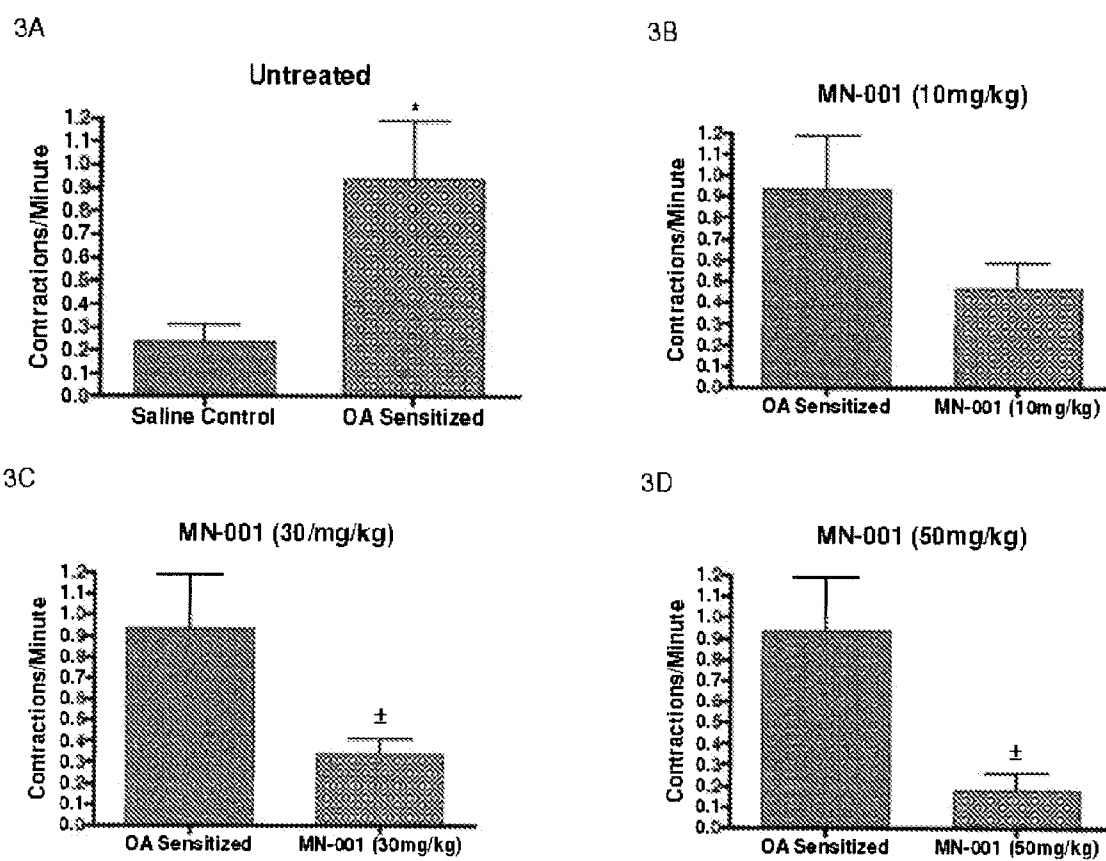 3A
Untreated
*
1.2
1.1
1.0
0.9
0.8
0.7
0.6
0.5
0.4
0.3
0.2
0.1
0.0
Contractions/Minute
Saline Control
OA Sensitized
3B
MN-001 (10mg/kg)
1.2
1.1
1.0
0.9
0.8
0.7
0.6
0.5
0.4
0.3
0.2
0.1
0.0
Contractions/Minute
OA Sensitized
MN-001 (10mg/kg)
3C
MN-001 (30/mg/kg)
1.2
1.1
1.0
0.9
0.8
0.7
0.6
0.5
0.4
0.3
0.2
0.1
0.0
Contractions/Minute
±
OA Sensitized
MN-001 (30mg/kg)
3D
MN-001 (50mg/kg)
1.2
1.1
1.0
0.9
0.8
0.7
0.6
0.5
0.4
0.3
0.2
0.1
0.0
Contractions/Minute
±
OA Sensitized
MN-001 (50mg/kg)